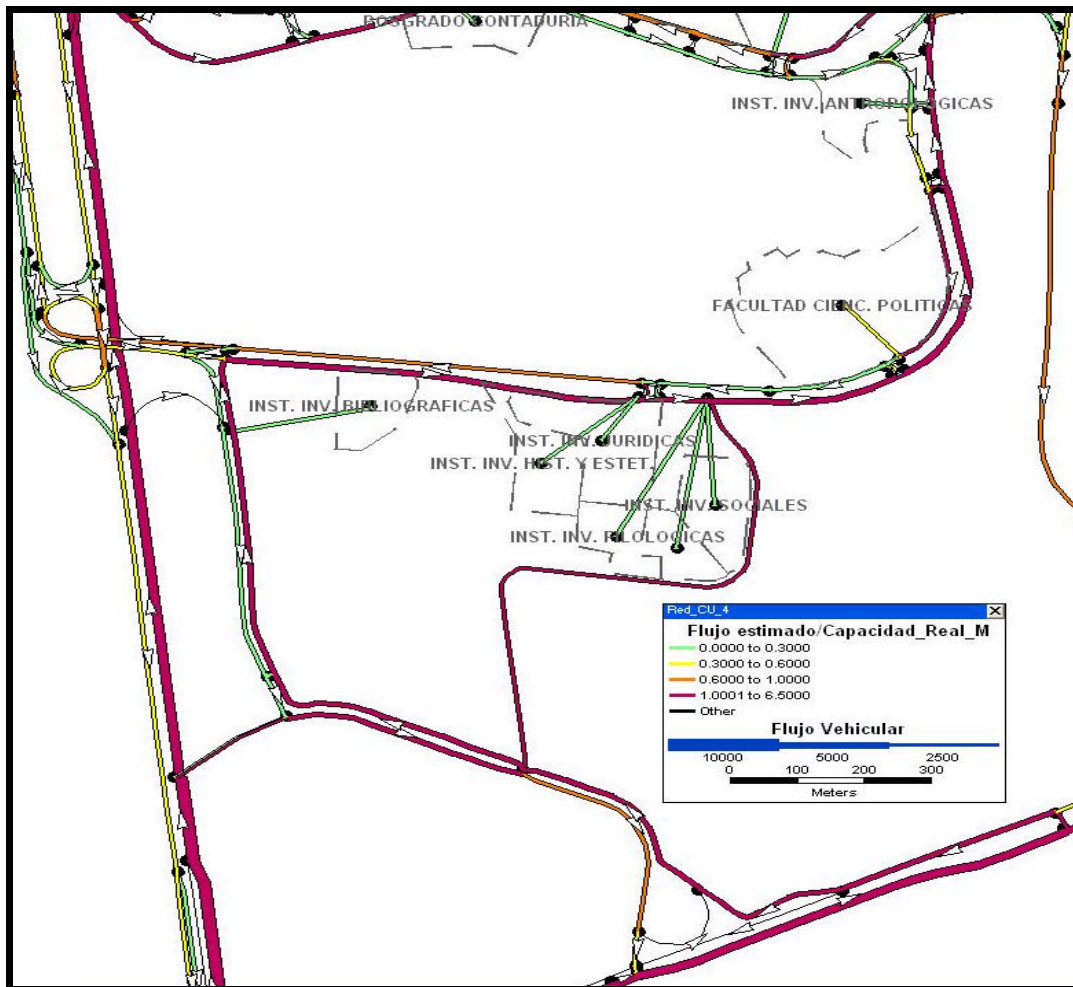 POSGRADO CONTADURIA
INST. INV. ANTROPOLOGICAS
FACULTAD CIENC. POLITICAS
INST. INV. BIBLIOGRAFICAS
INST. INV. JURIDICAS
INST. INV. HIST. Y ESTET.
INST. INV. SOCIALES
INST. INV. FILOLOGICAS
Red_CU_4
Flujo estimado/Capacidad_Real_M
0.0000 to 0.3000
0.3000 to 0.6000
0.6000 to 1.0000
1.0001 to 6.5000
Other
Flujo Vehicular
10000 5000 2500
0 100 200 300
Meters